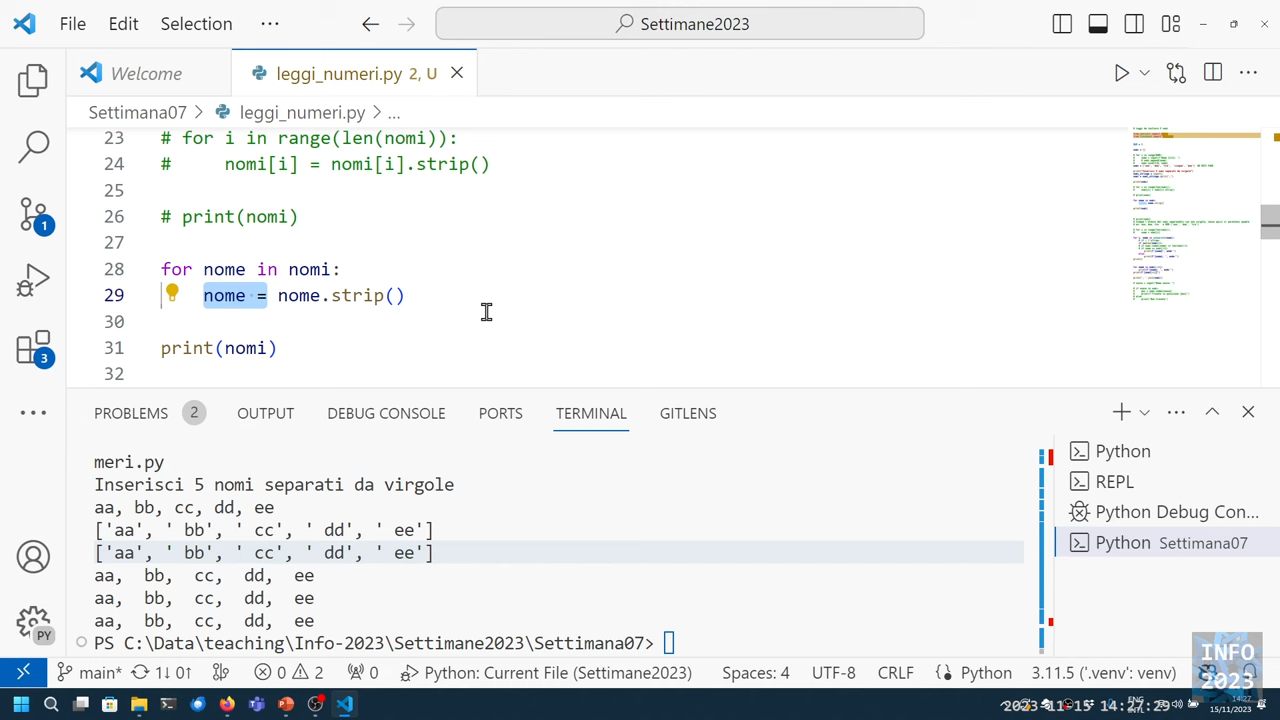 File Edit Selection ··· Settimane2023
Welcome leggi_numeri.py 2, U
Settimana07 > leggi_numeri.py > ...
23 # for i in range(len(nomi)):
24 #     nomi[i] = nomi[i].strip()
25
26 # print(nomi)
27
28 for nome in nomi:
29     nome = nome.strip()
30
31 print(nomi)
32
PROBLEMS 2 OUTPUT DEBUG CONSOLE PORTS TERMINAL GITLENS
meri.py
Inserisci 5 nomi separati da virgole
aa, bb, cc, dd, ee
['aa', ' bb', ' cc', ' dd', ' ee']
['aa', ' bb', ' cc', ' dd', ' ee']
aa,  bb,  cc,  dd,  ee
aa,  bb,  cc,  dd,  ee
aa,  bb,  cc,  dd,  ee
PS C:\Data\teaching\Info-2023\Settimane2023\Settimana07>
Python
REPL
Python Debug Con...
Python Settimana07
1
3
PY
main* 1↓ 0↑ 0 2 0 Python: Current File (Settimane2023) Spaces: 4 UTF-8 CRLF Python 3.11.5 ('.venv': venv)
INFO
2023
2023-11-15 14:27:29
ENG
14:27
15/11/2023